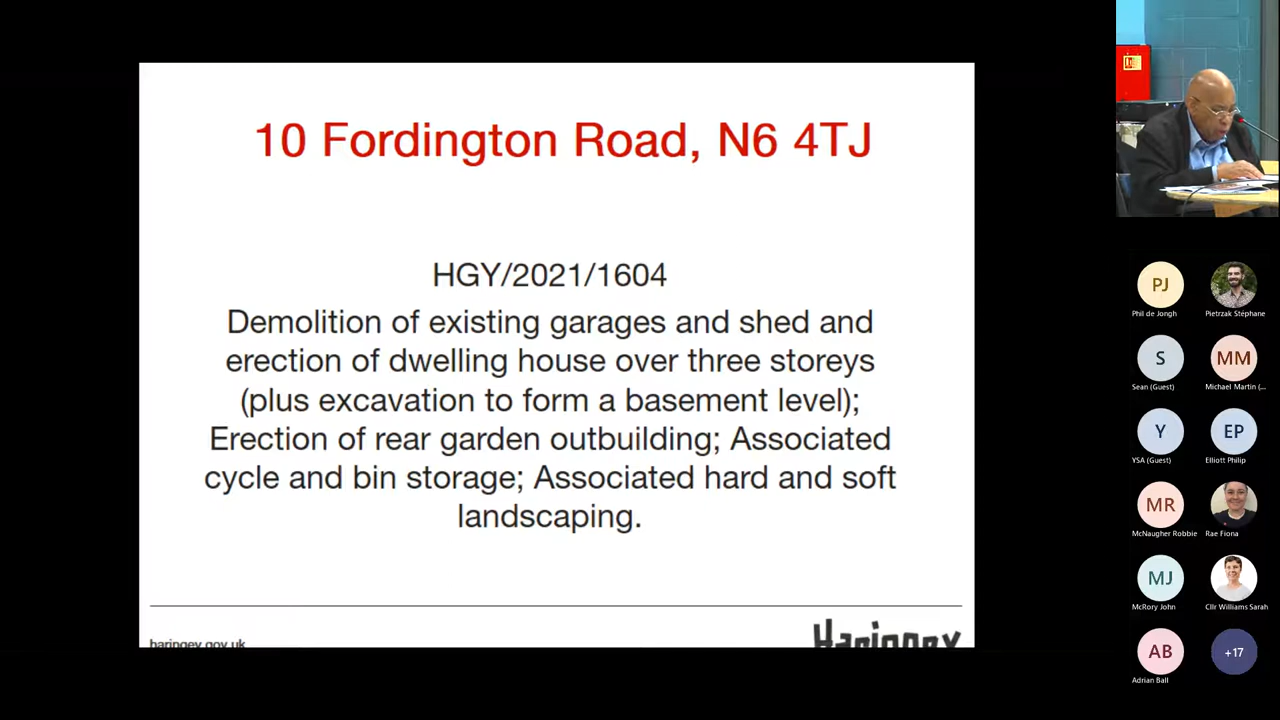 10 Fordington Road, N6 4TJ
HGY/2021/1604
Demolition of existing garages and shed and
erection of dwelling house over three storeys
(plus excavation to form a basement level);
Erection of rear garden outbuilding; Associated
cycle and bin storage; Associated hard and soft
landscaping.
haringey.gov.uk
Haringey
PJ
Phil de Jongh
Pietrzak Stéphane
S
Sean (Guest)
MM
Michael Martin (...
Y
YSA (Guest)
EP
Elliott Philip
MR
McNaugher Robbie
Rae Fiona
MJ
McRory John
Cllr Williams Sarah
AB
Adrian Ball
+17